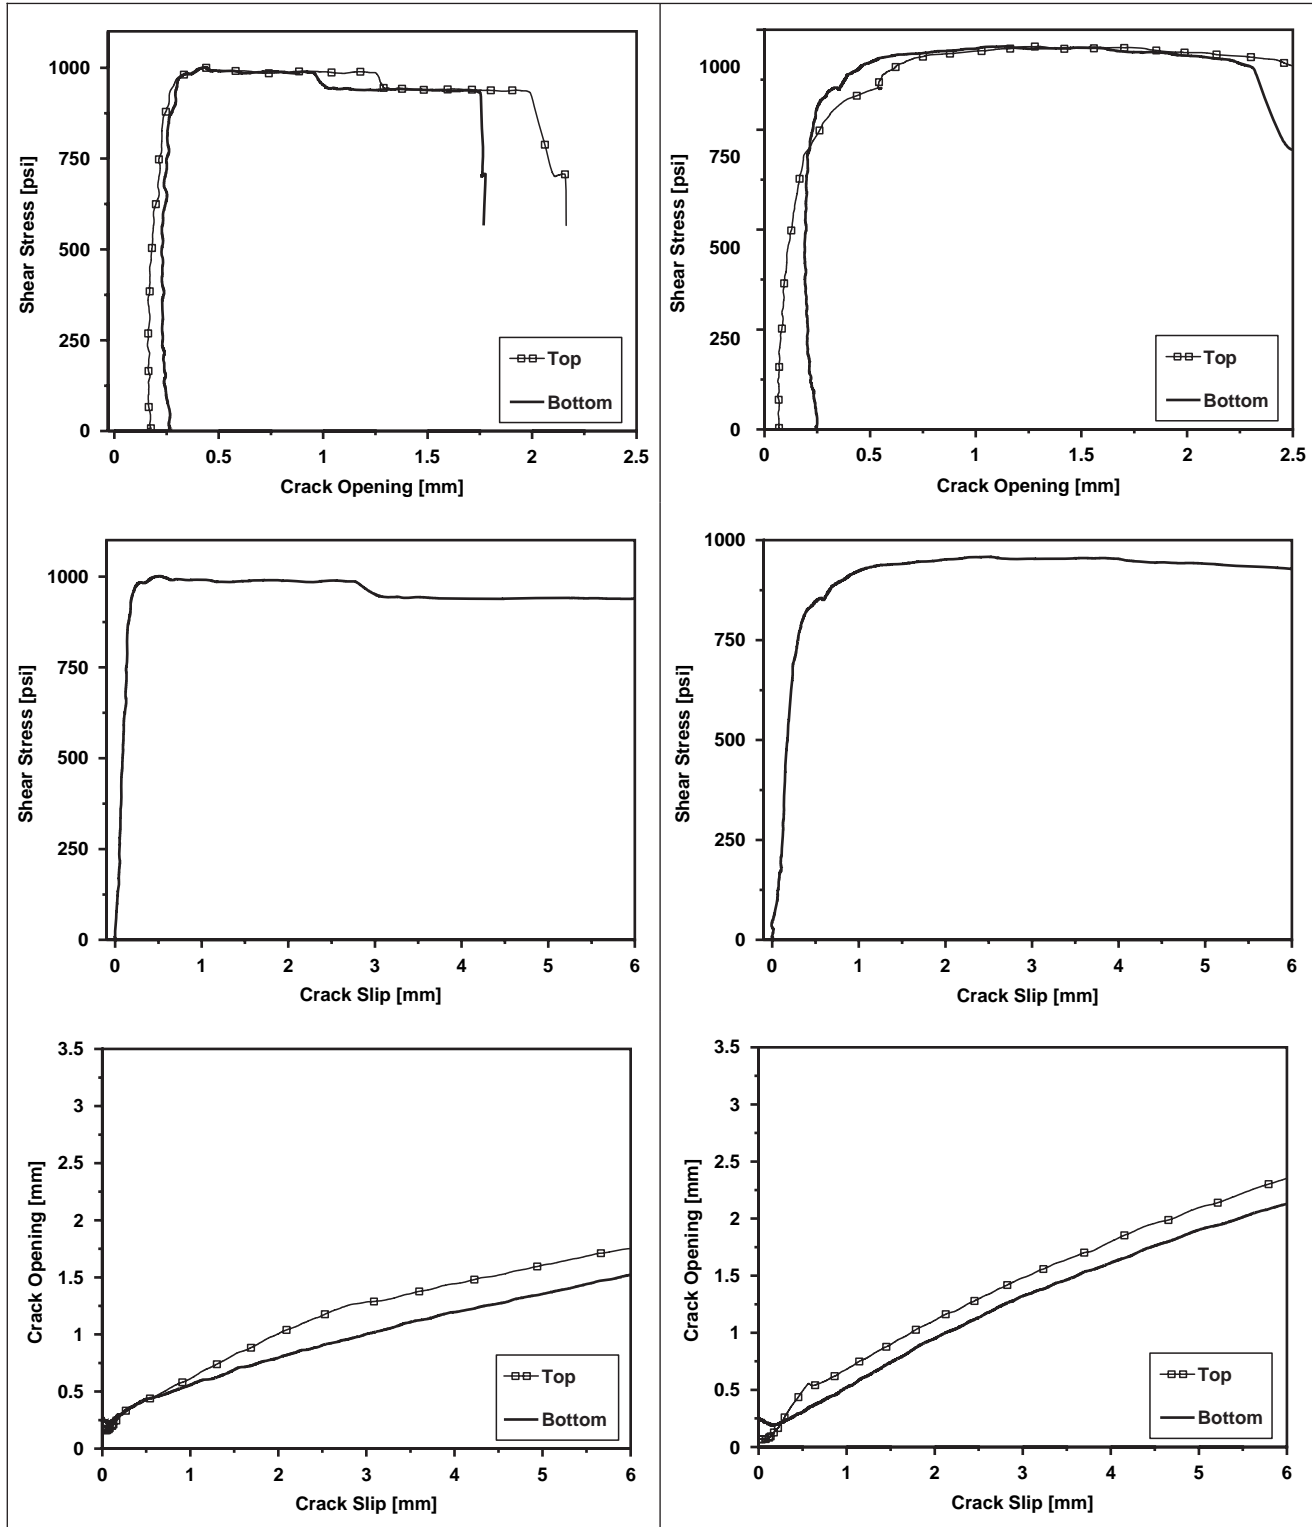 1000
750
500
250
0
Shear Stress [psi]
0 0.5 1 1.5 2 2.5
Crack Opening [mm]
Top
Bottom
1000
750
500
250
0
Shear Stress [psi]
0 0.5 1 1.5 2 2.5
Crack Opening [mm]
Top
Bottom
1000
750
500
250
0
Shear Stress [psi]
0 1 2 3 4 5 6
Crack Slip [mm]
1000
750
500
250
0
Shear Stress [psi]
0 1 2 3 4 5 6
Crack Slip [mm]
3.5
3
2.5
2
1.5
1
0.5
0
Crack Opening [mm]
0 1 2 3 4 5 6
Crack Slip [mm]
Top
Bottom
3.5
3
2.5
2
1.5
1
0.5
0
Crack Opening [mm]
0 1 2 3 4 5 6
Crack Slip [mm]
Top
Bottom